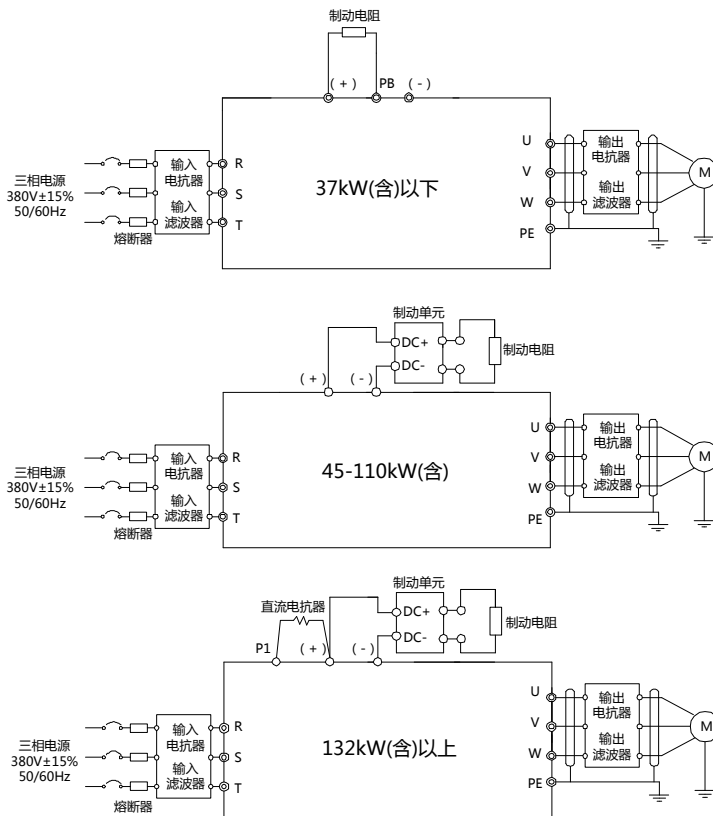 制动电阻
(+) PB (-)
三相电源
380V±15%
50/60Hz
熔断器
输入
电抗器
输入
滤波器
R
S
T
37kW(含)以下
U
V
W
PE
输出
电抗器
输出
滤波器
M
制动单元
DC+
DC-
制动电阻
(+) (-)
三相电源
380V±15%
50/60Hz
熔断器
输入
电抗器
输入
滤波器
R
S
T
45-110kW(含)
U
V
W
PE
输出
电抗器
输出
滤波器
M
制动单元
直流电抗器
DC+
DC-
制动电阻
P1 (+) (-)
三相电源
380V±15%
50/60Hz
熔断器
输入
电抗器
输入
滤波器
R
S
T
132kW(含)以上
U
V
W
PE
输出
电抗器
输出
滤波器
M